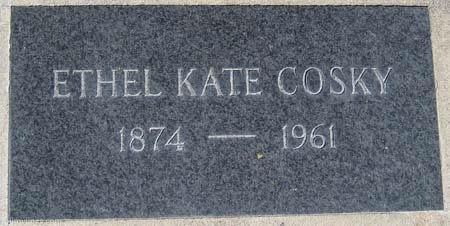 ETHEL KATE COSKY
1874 — 1961